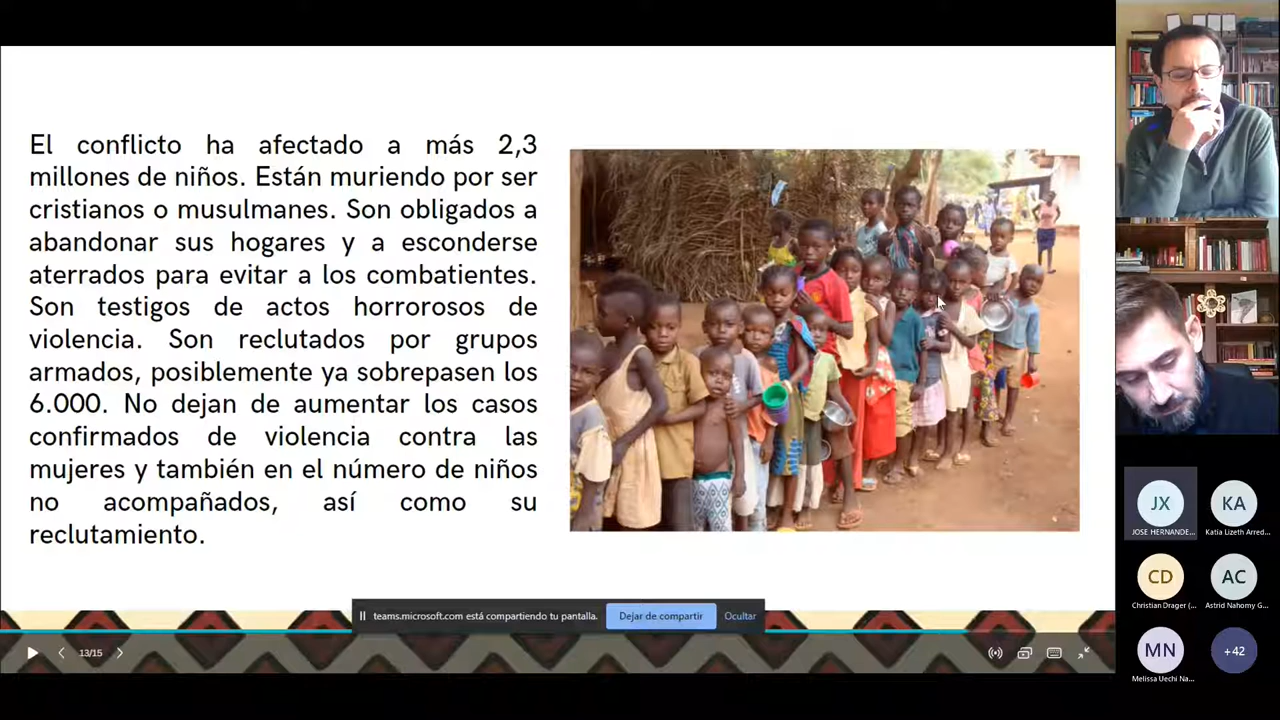 El conflicto ha afectado a más 2,3
millones de niños. Están muriendo por ser
cristianos o musulmanes. Son obligados a
abandonar sus hogares y a esconderse
aterrados para evitar a los combatientes.
Son testigos de actos horrorosos de
violencia. Son reclutados por grupos
armados, posiblemente ya sobrepasen los
6.000. No dejan de aumentar los casos
confirmados de violencia contra las
mujeres y también en el número de niños
no acompañados, así como su
reclutamiento.
teams.microsoft.com está compartiendo tu pantalla.
Dejar de compartir
Ocultar
13/15
JX
JOSE HERNANDE...
KA
Katia Lizeth Arred...
CD
Christian Drager (...
AC
Astrid Nahomy G...
MN
Melissa Uechi Na...
+42